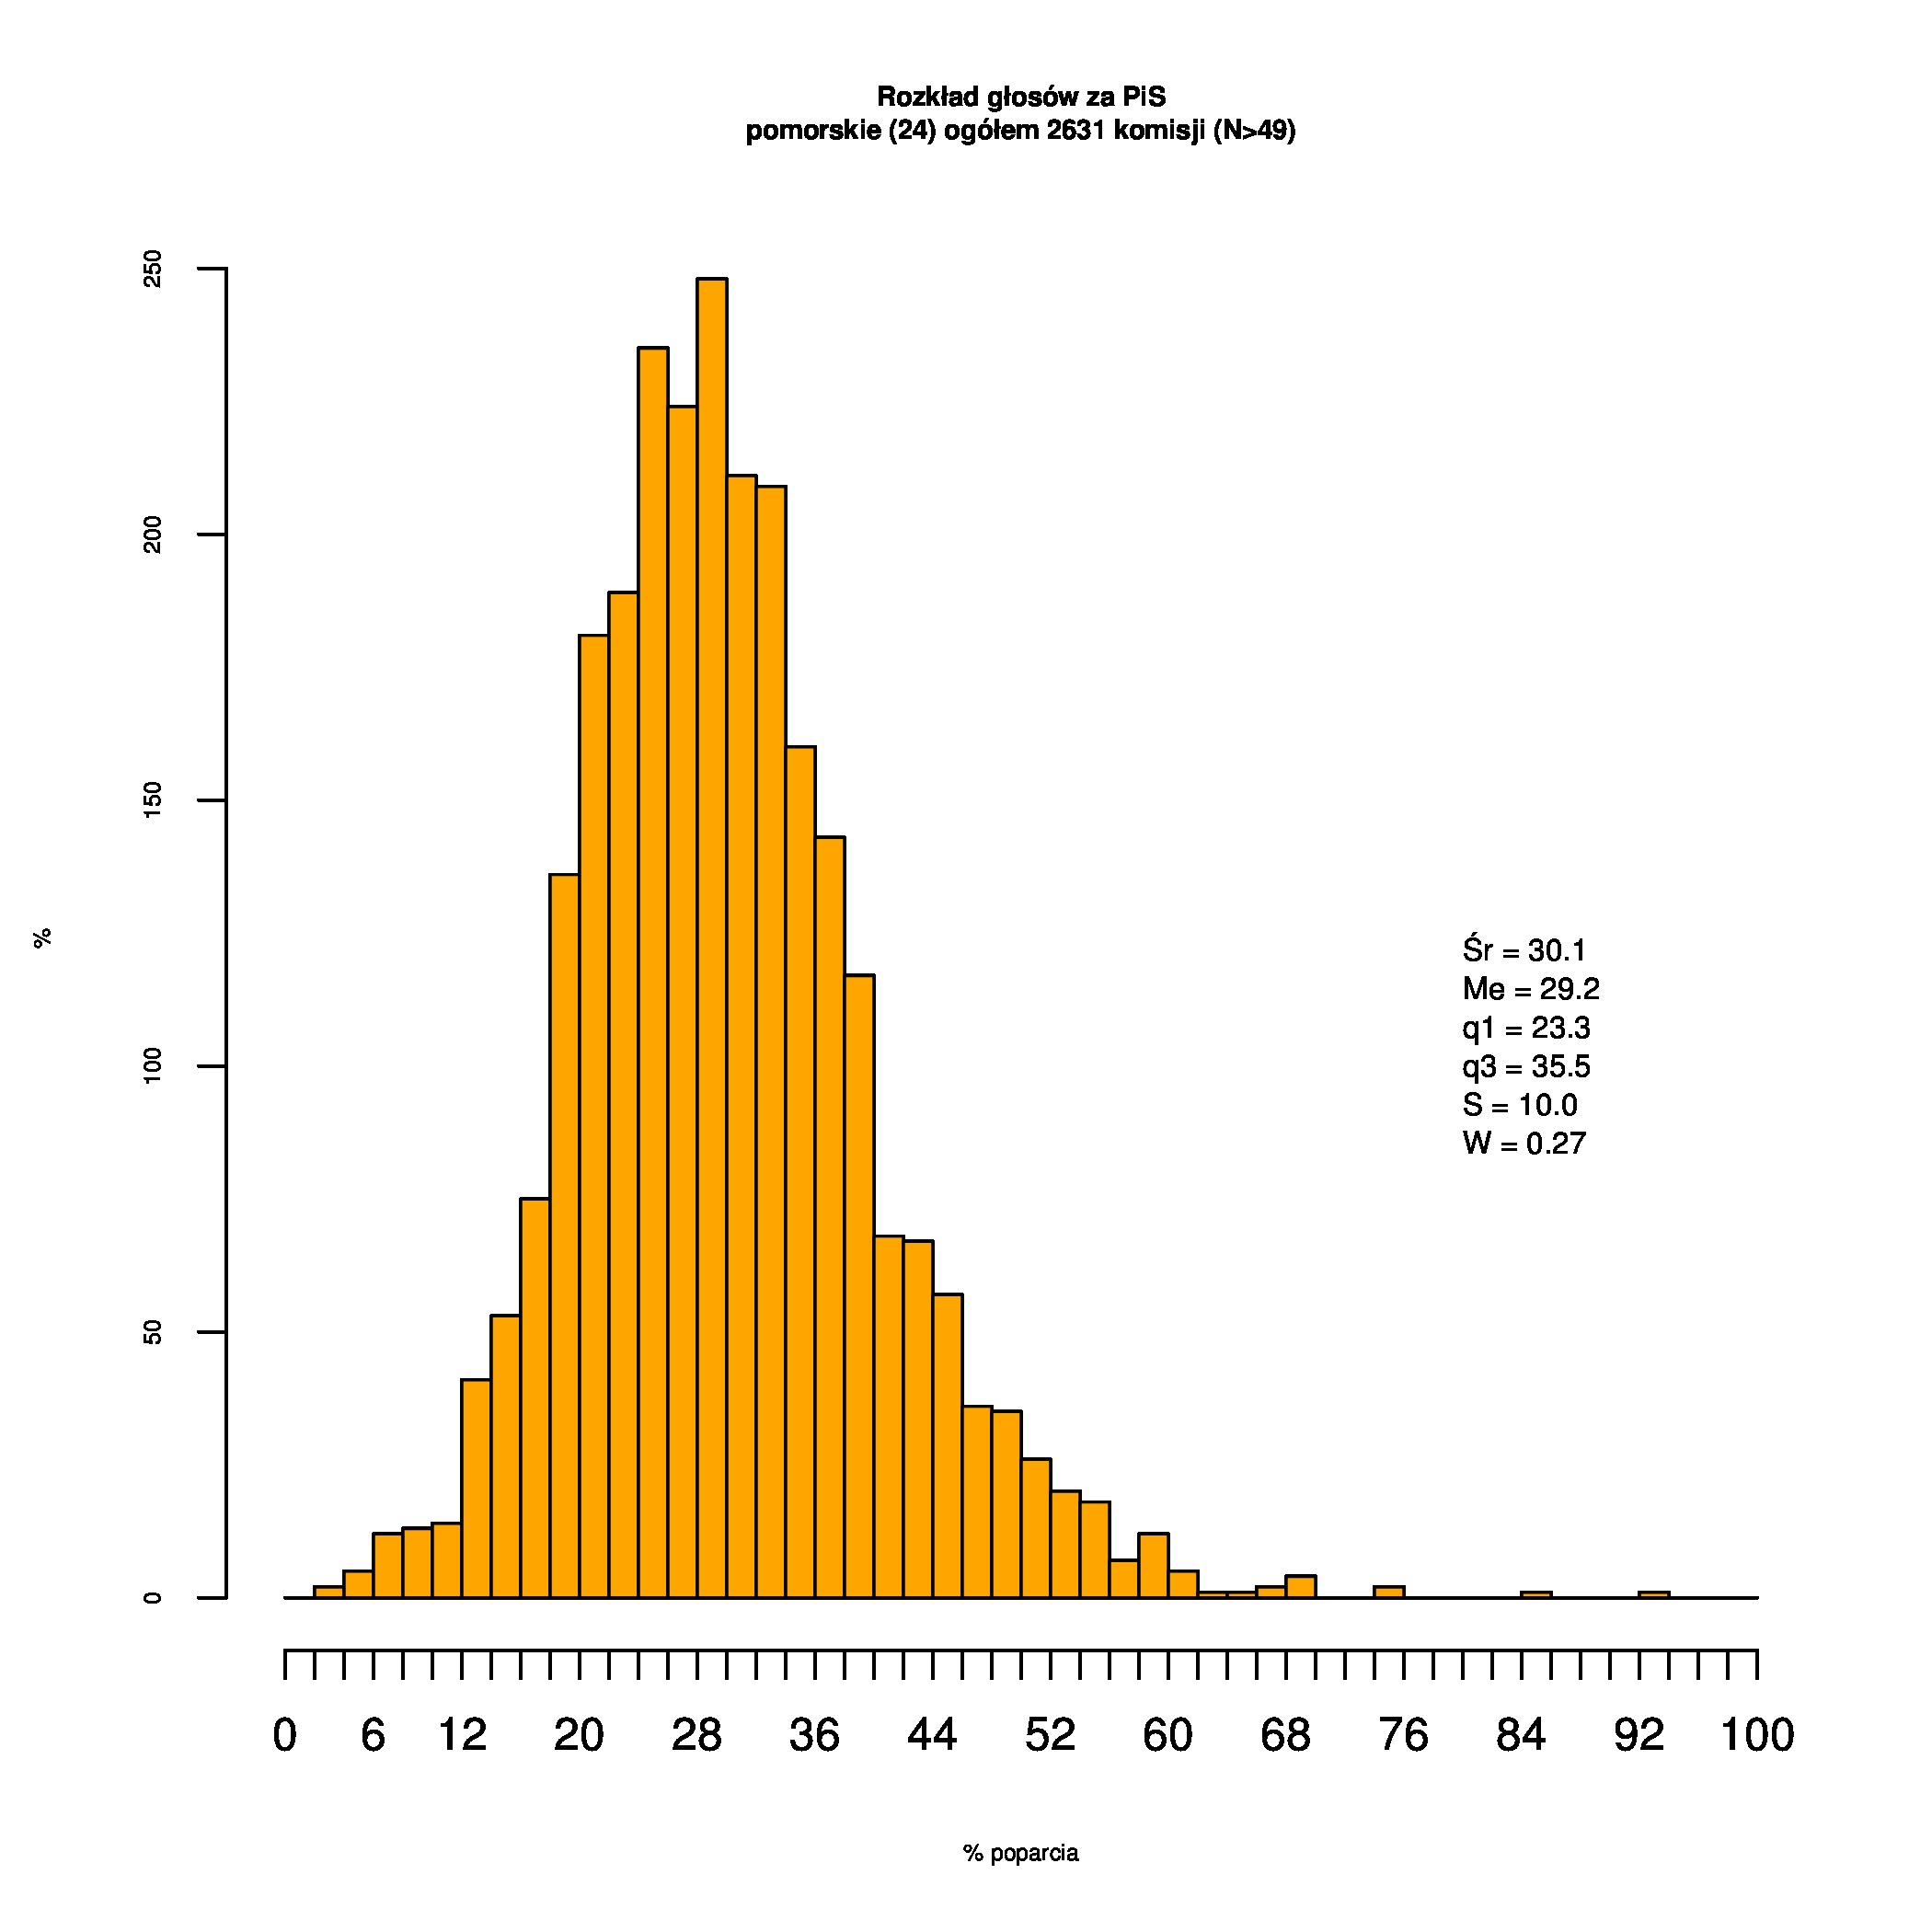 Rozkład głosów za PiS
pomorskie (24) ogółem 2631 komisji (N>49)
250
200
150
100
50
0
%
Śr = 30.1
Me = 29.2
q1 = 23.3
q3 = 35.5
S = 10.0
W = 0.27
0 6 12 20 28 36 44 52 60 68 76 84 92 100
% poparcia